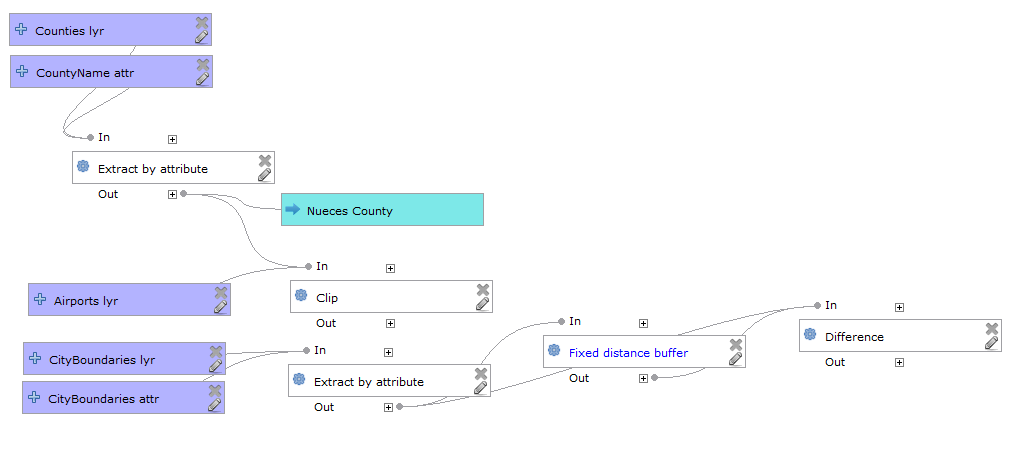 Counties lyr
CountyName attr
In
Extract by attribute
Out
Nueces County
In
Airports lyr
Clip
Out
In
CityBoundaries lyr
CityBoundaries attr
Extract by attribute
Out
In
Fixed distance buffer
Out
In
Difference
Out